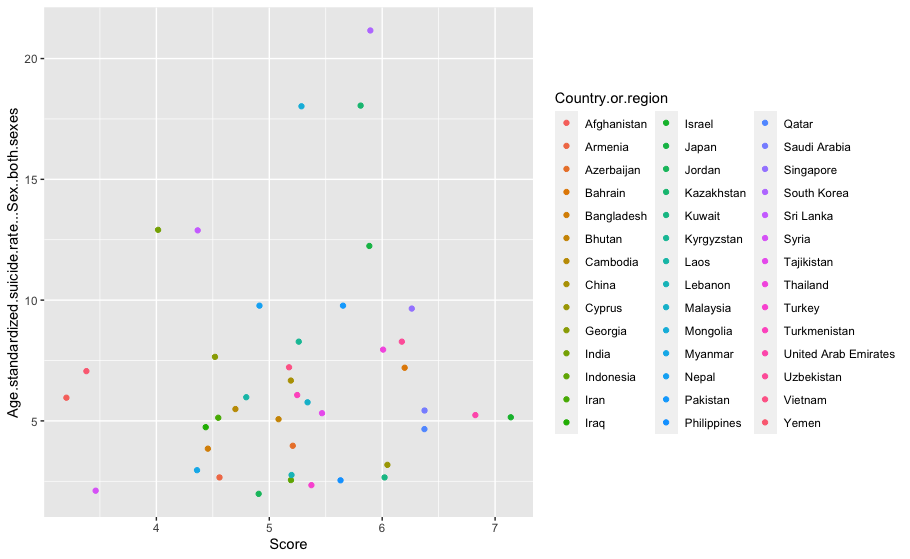 Age.standardized.suicide.rate...Sex..both.sexes
20
15
10
5
4 5 6 7
Score
Country.or.region
Afghanistan Israel Qatar
Armenia Japan Saudi Arabia
Azerbaijan Jordan Singapore
Bahrain Kazakhstan South Korea
Bangladesh Kuwait Sri Lanka
Bhutan Kyrgyzstan Syria
Cambodia Laos Tajikistan
China Lebanon Thailand
Cyprus Malaysia Turkey
Georgia Mongolia Turkmenistan
India Myanmar United Arab Emirates
Indonesia Nepal Uzbekistan
Iran Pakistan Vietnam
Iraq Philippines Yemen